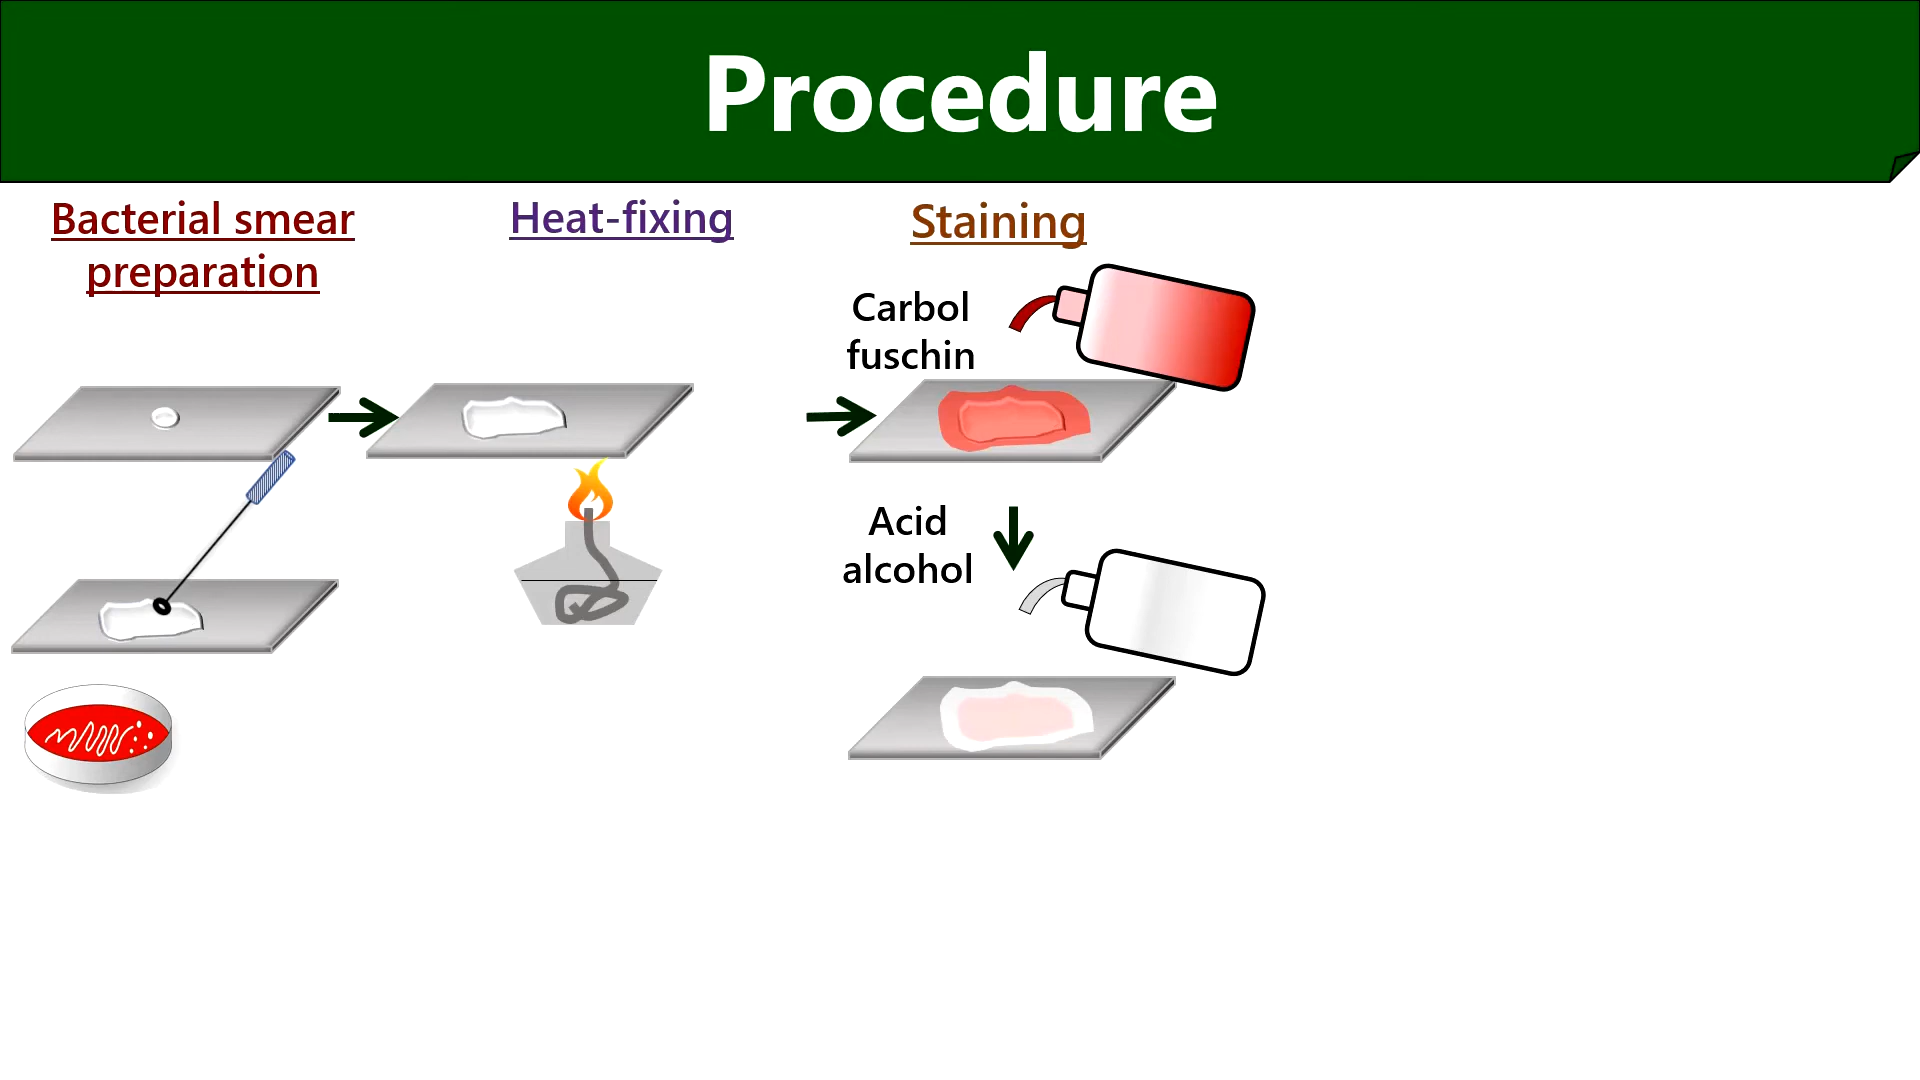 Procedure
Bacterial smear
preparation
Heat-fixing
Staining
Carbol
fuschin
Acid
alcohol